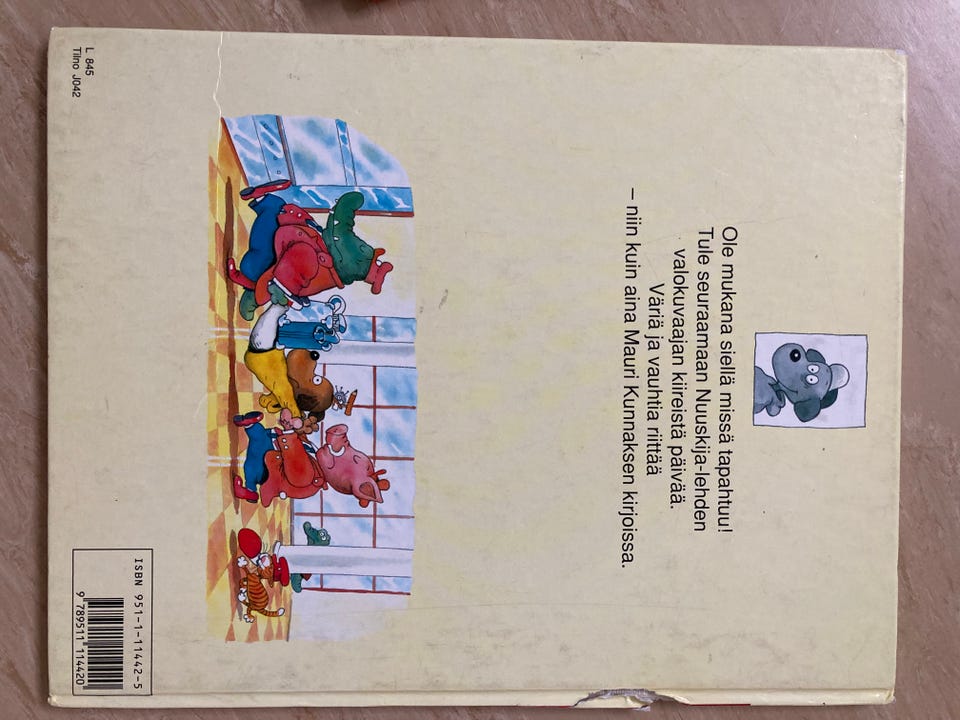 Ole mukana siellä missä tapahtuu!
Tule seuraamaan Nuuskija-lehden
valokuvaajan kiireistä päivää.
Väriä ja vauhtia riittää
– niin kuin aina Mauri Kunnaksen kirjoissa.
L 845
Tilno J042
ISBN 951-1-11442-5
9 789511 114420